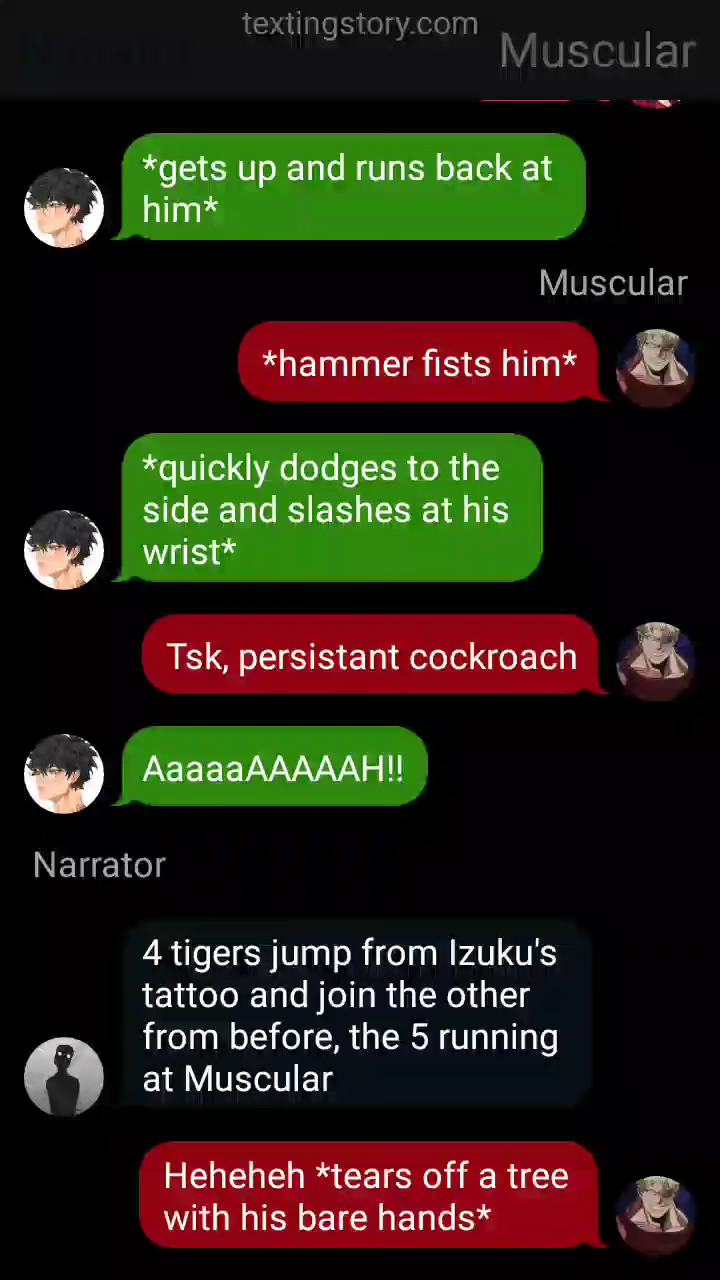 textingstory.com
Narrator
Muscular
*gets up and runs back at
him*
Muscular
*hammer fists him*
*quickly dodges to the
side and slashes at his
wrist*
Tsk, persistant cockroach
AaaaaAAAAAH!!
Narrator
4 tigers jump from Izuku's
tattoo and join the other
from before, the 5 running
at Muscular
Heheheh *tears off a tree
with his bare hands*